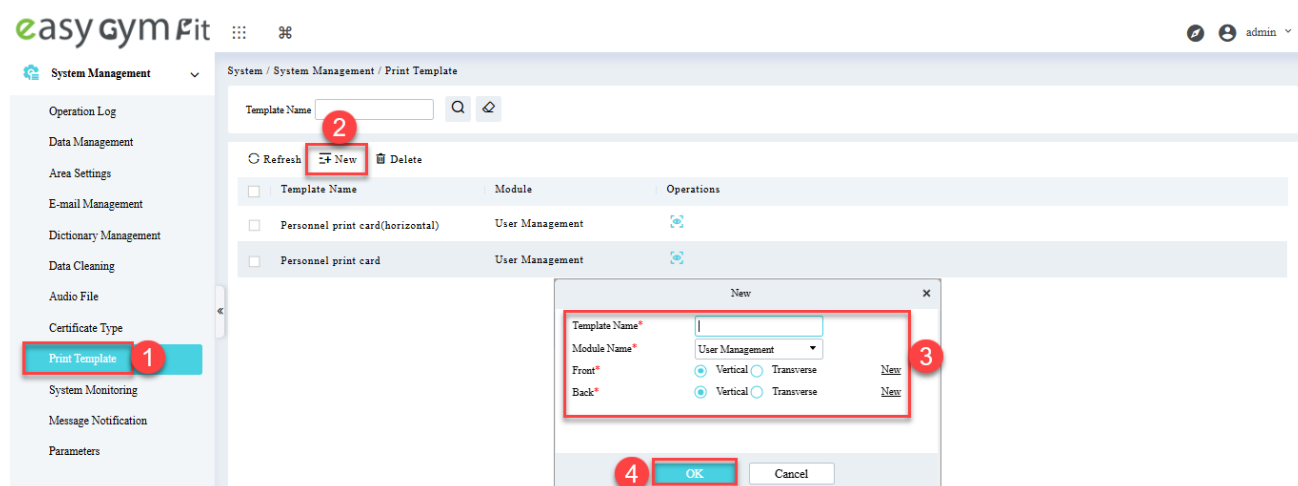 easy Gym Fit
admin
System Management
System / System Management / Print Template
Operation Log
Data Management
Area Settings
E-mail Management
Dictionary Management
Data Cleaning
Audio File
Certificate Type
Print Template 1
System Monitoring
Message Notification
Parameters
Template Name
2
Refresh New Delete
Template Name Module Operations
Personnel print card(horizontal) User Management
Personnel print card User Management
New
Template Name*
Module Name* User Management
Front* Vertical Transverse New
Back* Vertical Transverse New
3
4 OK Cancel